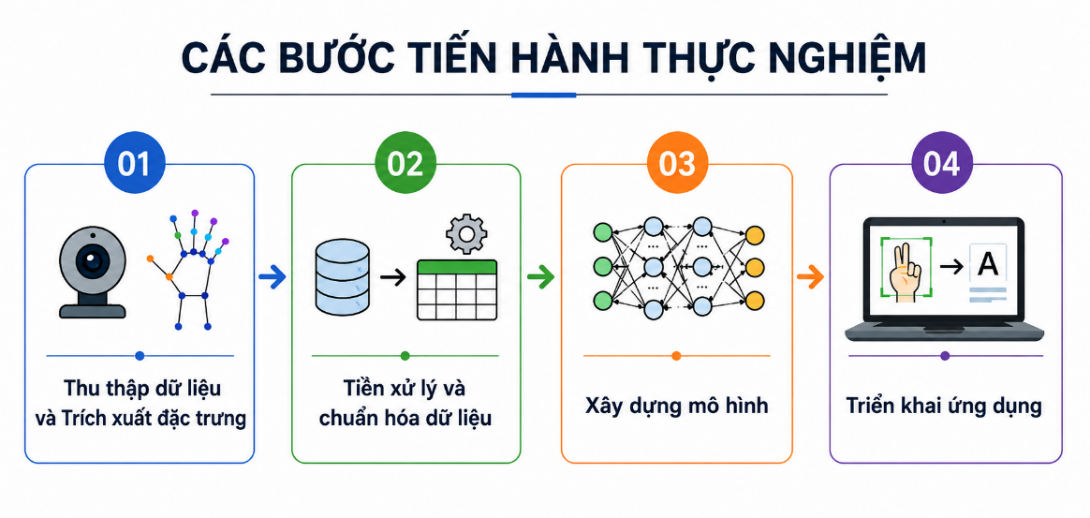 CÁC BƯỚC TIẾN HÀNH THỰC NGHIỆM
01
Thu thập dữ liệu
và Trích xuất đặc trưng
02
Tiền xử lý và
chuẩn hóa dữ liệu
03
...
...
...
...
Xây dựng mô hình
04
A
Triển khai ứng dụng